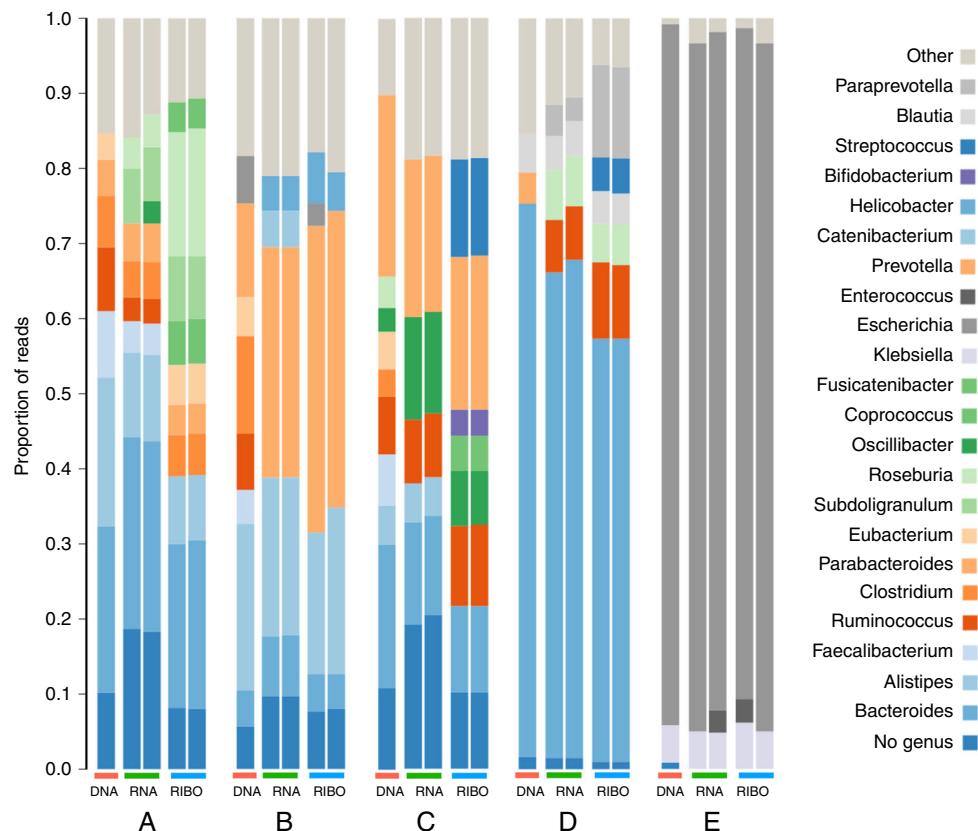 Proportion of reads
1.0
0.9
0.8
0.7
0.6
0.5
0.4
0.3
0.2
0.1
0.0
DNA RNA RIBO DNA RNA RIBO DNA RNA RIBO DNA RNA RIBO DNA RNA RIBO
A B C D E
Other
Paraprevotella
Blautia
Streptococcus
Bifidobacterium
Helicobacter
Catenibacterium
Prevotella
Enterococcus
Escherichia
Klebsiella
Fusicatenibacter
Coprococcus
Oscillibacter
Roseburia
Subdoligranulum
Eubacterium
Parabacteroides
Clostridium
Ruminococcus
Faecalibacterium
Alistipes
Bacteroides
No genus